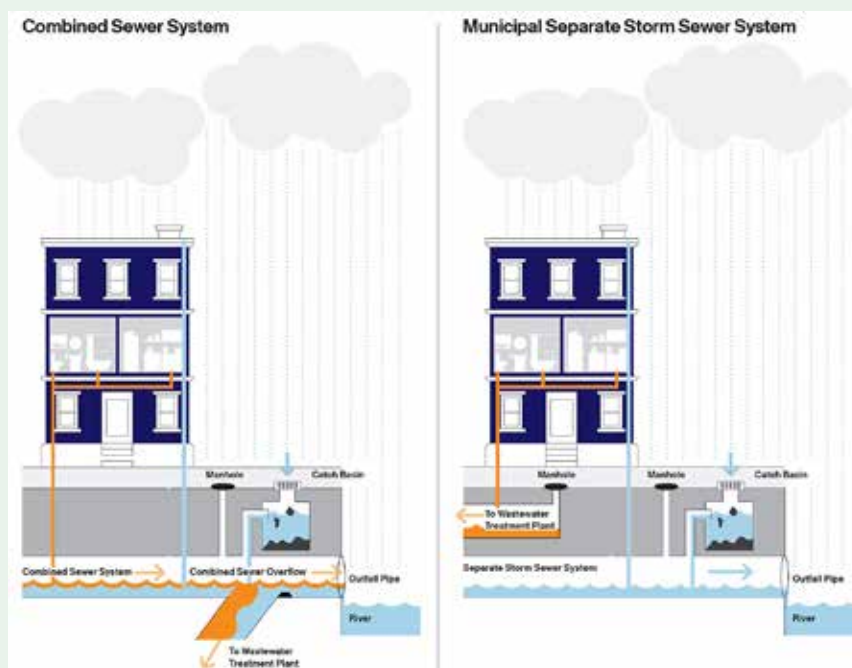 Combined Sewer System
Manhole
Catch Basin
Combined Sewer System
Combined Sewer Overflow
Outfall Pipe
River
To Wastewater
Treatment Plant
Municipal Separate Storm Sewer System
Manhole
Manhole
Catch Basin
To Wastewater
Treatment Plant
Separate Storm Sewer System
Outfall Pipe
River